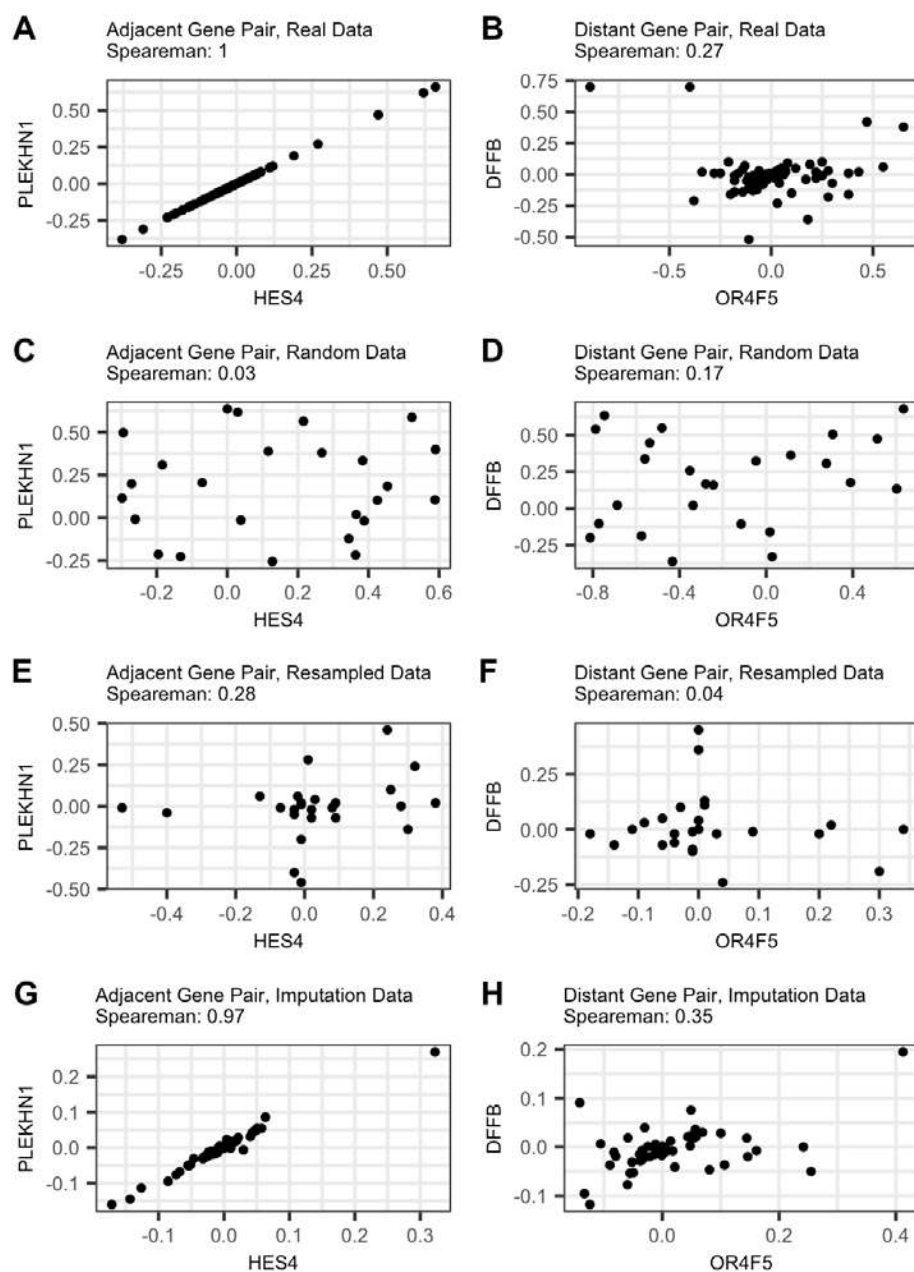 A
Adjacent Gene Pair, Real Data
Speareman: 1
PLEKHN1
0.50
0.25
0.00
-0.25
-0.25
0.00
0.25
0.50
HES4
B
Distant Gene Pair, Real Data
Speareman: 0.27
DFFB
0.75
0.50
0.25
0.00
-0.25
-0.50
-0.5
0.0
0.5
OR4F5
C
Adjacent Gene Pair, Random Data
Speareman: 0.03
PLEKHN1
0.50
0.25
0.00
-0.25
-0.2
0.0
0.2
0.4
0.6
HES4
D
Distant Gene Pair, Random Data
Speareman: 0.17
DFFB
0.50
0.25
0.00
-0.25
-0.8
-0.4
0.0
0.4
OR4F5
E
Adjacent Gene Pair, Resampled Data
Speareman: 0.28
PLEKHN1
0.50
0.25
0.00
-0.25
-0.50
-0.4
-0.2
0.0
0.2
0.4
HES4
F
Distant Gene Pair, Resampled Data
Speareman: 0.04
DFFB
0.25
0.00
-0.25
-0.2
-0.1
0.0
0.1
0.2
0.3
OR4F5
G
Adjacent Gene Pair, Imputation Data
Speareman: 0.97
PLEKHN1
0.2
0.1
0.0
-0.1
-0.1
0.0
0.1
0.2
0.3
HES4
H
Distant Gene Pair, Imputation Data
Speareman: 0.35
DFFB
0.2
0.1
0.0
-0.1
0.0
0.2
0.4
OR4F5